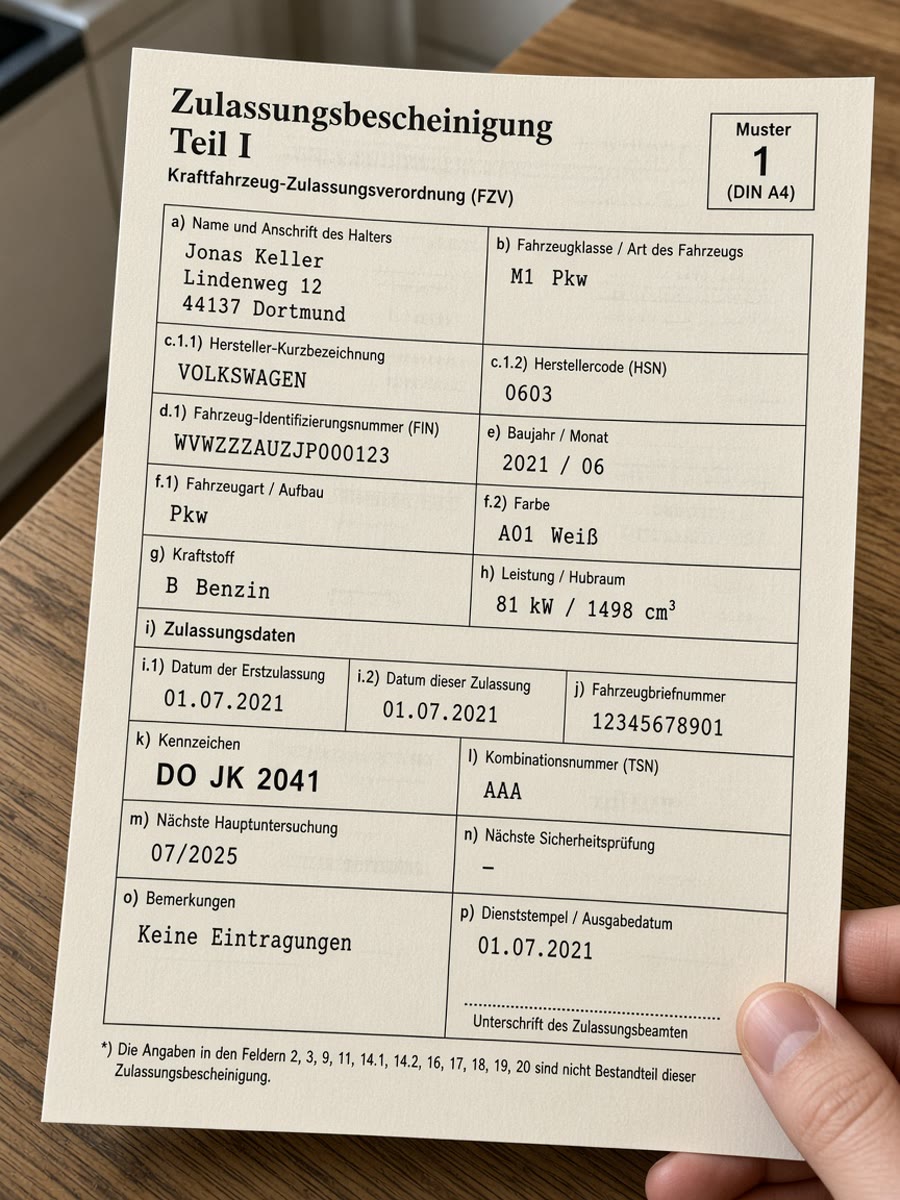 Zulassungsbescheinigung
Teil I
Kraftfahrzeug-Zulassungsverordnung (FZV)
Muster
1
(DIN A4)
a) Name und Anschrift des Halters
Jonas Keller
Lindenweg 12
44137 Dortmund
b) Fahrzeugklasse / Art des Fahrzeugs
M1 Pkw
c.1.1) Hersteller-Kurzbezeichnung
VOLKSWAGEN
c.1.2) Herstellercode (HSN)
0603
d.1) Fahrzeug-Identifizierungsnummer (FIN)
WVWZZZAUZJP000123
e) Baujahr / Monat
2021 / 06
f.1) Fahrzeugart / Aufbau
Pkw
f.2) Farbe
A01 Weiß
g) Kraftstoff
B Benzin
h) Leistung / Hubraum
81 kW / 1498 cm³
i) Zulassungsdaten
i.1) Datum der Erstzulassung
01.07.2021
i.2) Datum dieser Zulassung
01.07.2021
j) Fahrzeugbriefnummer
12345678901
k) Kennzeichen
DO JK 2041
l) Kombinationsnummer (TSN)
AAA
m) Nächste Hauptuntersuchung
07/2025
n) Nächste Sicherheitsprüfung
–
o) Bemerkungen
Keine Eintragungen
p) Dienststempel / Ausgabedatum
01.07.2021
Unterschrift des Zulassungsbeamten
*) Die Angaben in den Feldern 2, 3, 9, 11, 14.1, 14.2, 16, 17, 18, 19, 20 sind nicht Bestandteil dieser
Zulassungsbescheinigung.